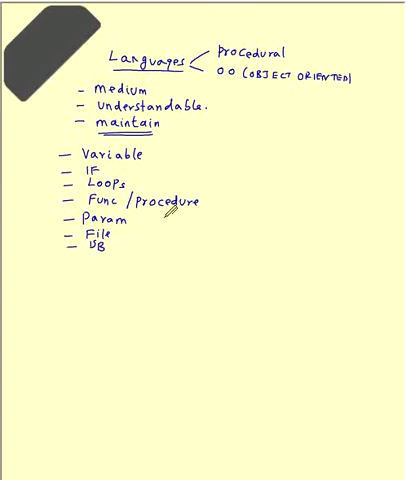 Languages
Procedural
OO (OBJECT ORIENTED)
- Medium
- Understandable.
- maintain
- Variable
- IF
- Loops
- Func / Procedure
- Param
- File
- DB